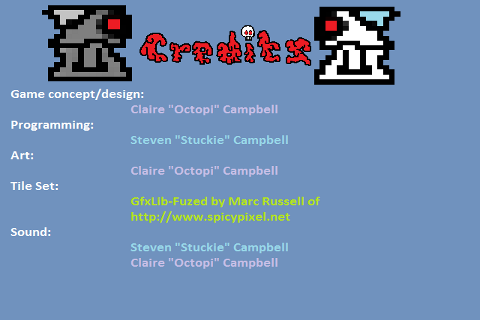 Credits
Game concept/design:
Claire "Octopi" Campbell
Programming:
Steven "Stuckie" Campbell
Art:
Claire "Octopi" Campbell
Tile Set:
GfxLib-Fuzed by Marc Russell of
http://www.spicypixel.net
Sound:
Steven "Stuckie" Campbell
Claire "Octopi" Campbell